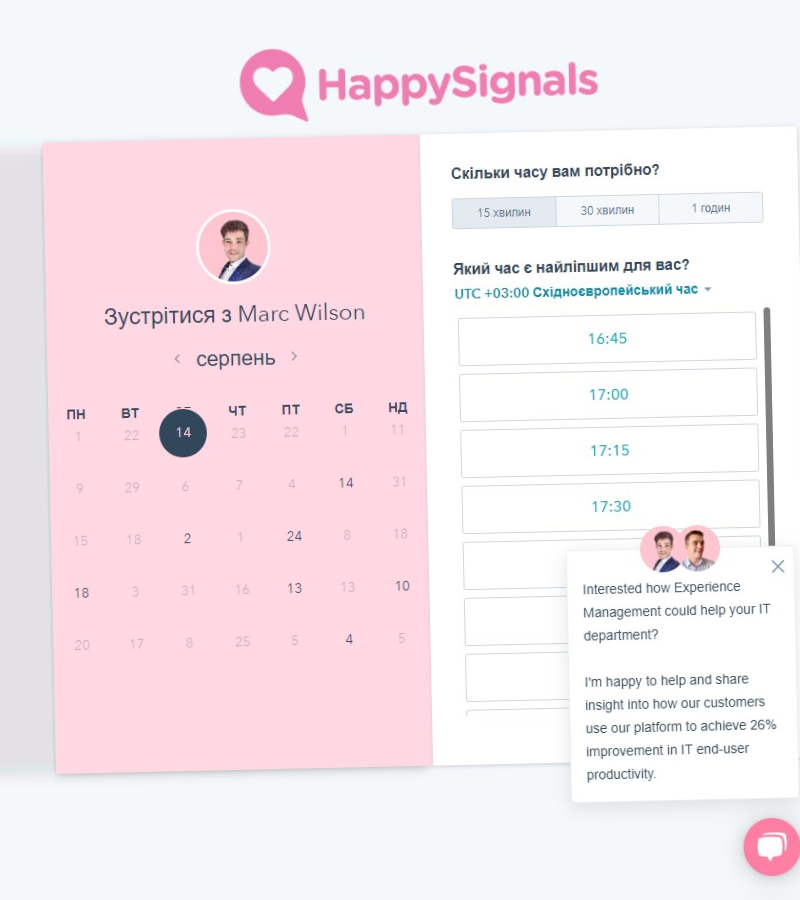 HappySignals
Зустрітися з Marc Wilson
серпень
ПН ВТ ЧТ ПТ СБ НД
1 22 14 23 22 1 11
9 29 6 7 4 14 31
15 18 2 1 24 8 18
18 3 31 16 13 13 10
20 17 8 25 5 4 5
Скільки часу вам потрібно?
15 хвилин 30 хвилин 1 годин
Який час є найліпшим для вас?
UTC +03:00 Східноєвропейський час
16:45
17:00
17:15
17:30
Interested how Experience
Management could help your IT
department?
I'm happy to help and share
insight into how our customers
use our platform to achieve 26%
improvement in IT end-user
productivity.